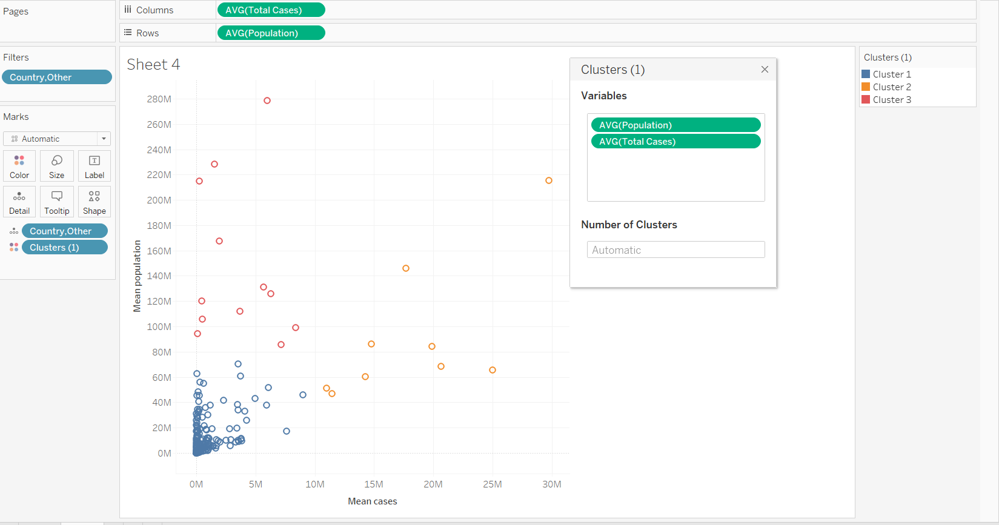 Pages
Columns
AVG(Total Cases)
Rows
AVG(Population)
Filters
Country,Other
Marks
Automatic
Color
Size
T
Label
Detail
Tooltip
Shape
Country,Other
Clusters (1)
Sheet 4
280M
260M
240M
220M
200M
180M
160M
140M
120M
100M
80M
60M
40M
20M
0M
Mean population
0M
5M
10M
15M
20M
25M
30M
Mean cases
Clusters (1)
Variables
AVG(Population)
AVG(Total Cases)
Number of Clusters
Automatic
Clusters (1)
Cluster 1
Cluster 2
Cluster 3